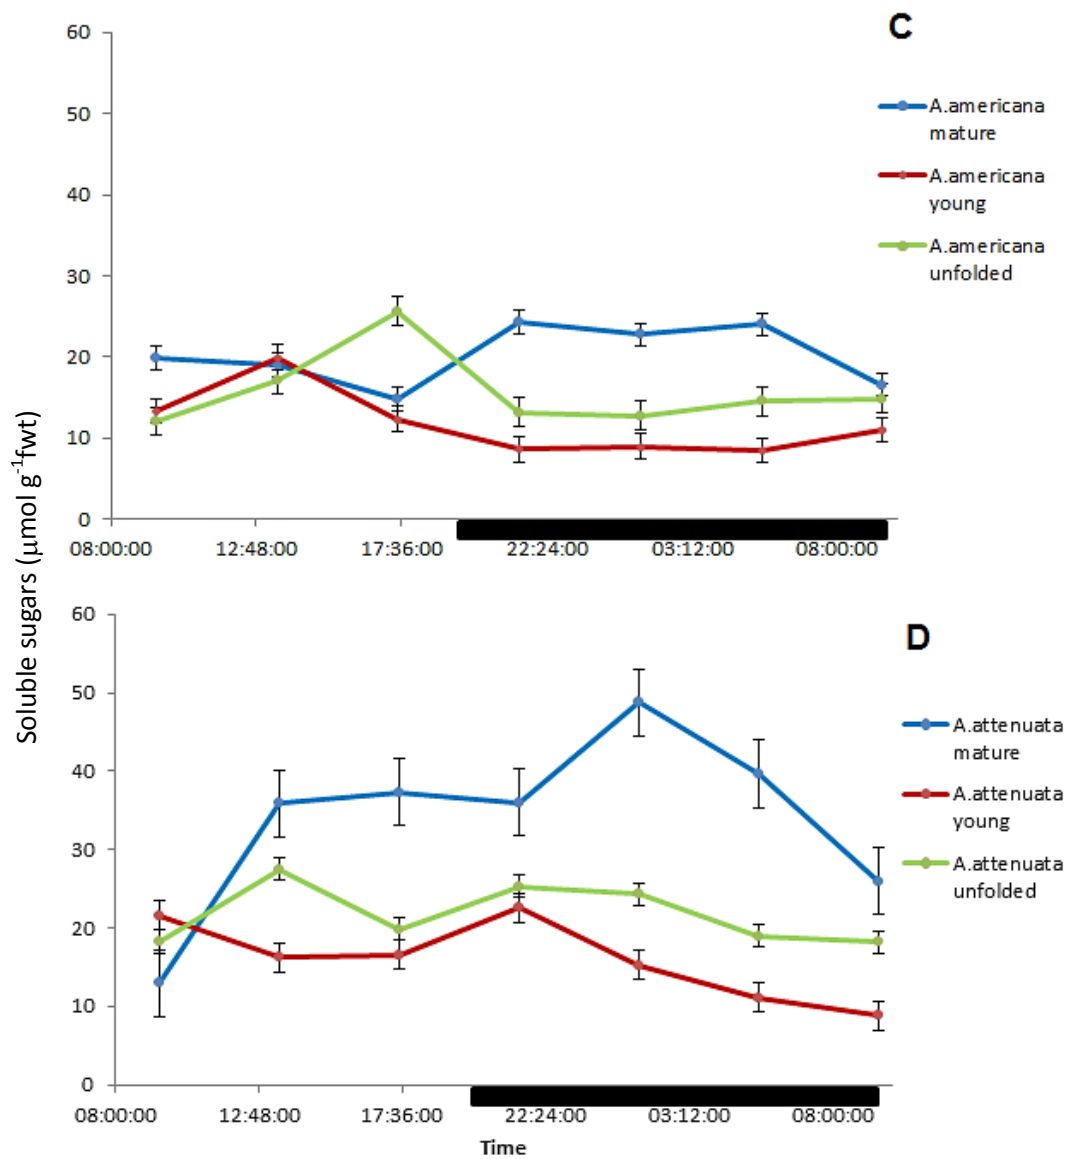 Soluble sugars (µmol g⁻¹fwt)
C
60
50
40
30
20
10
0
08:00:00 12:48:00 17:36:00 22:24:00 03:12:00 08:00:00
A.americana
mature
A.americana
young
A.americana
unfolded
D
60
50
40
30
20
10
0
08:00:00 12:48:00 17:36:00 22:24:00 03:12:00 08:00:00
Time
A.attenuata
mature
A.attenuata
young
A.attenuata
unfolded